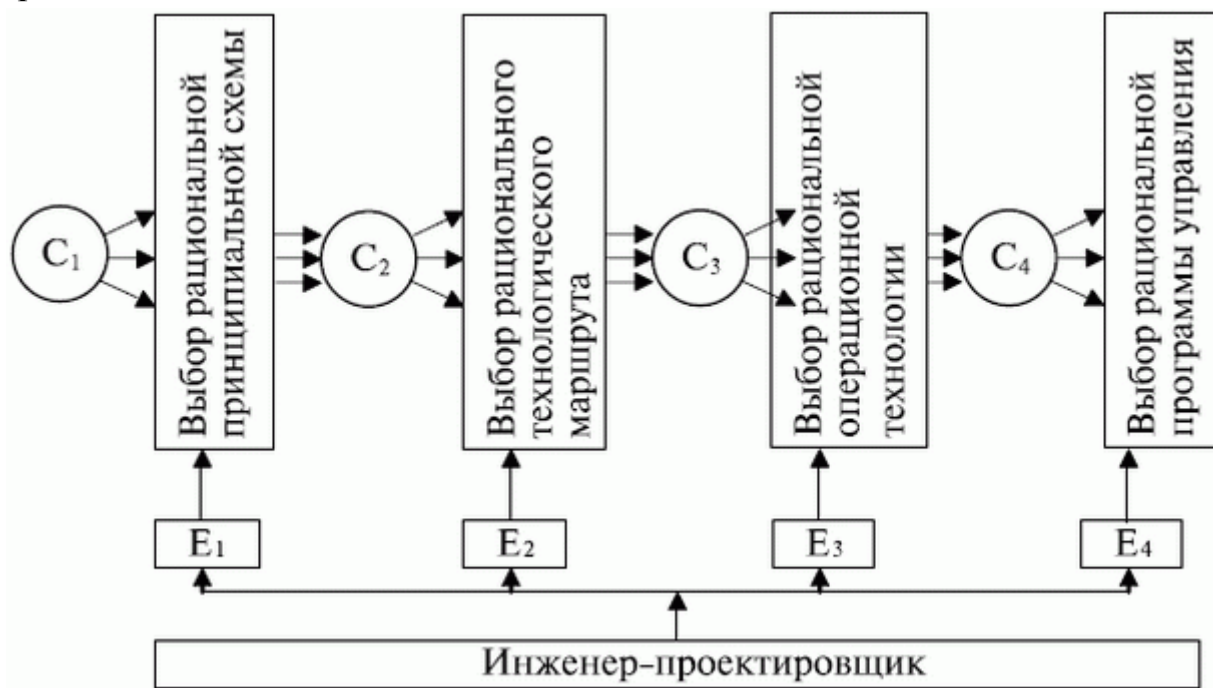 C1
Выбор рациональной
принципиальной схемы
C2
Выбор рационального
технологического
маршрута
C3
Выбор рациональной
операционной
технологии
C4
Выбор рациональной
программы управления
E1
E2
E3
E4
Инженер-проектировщик